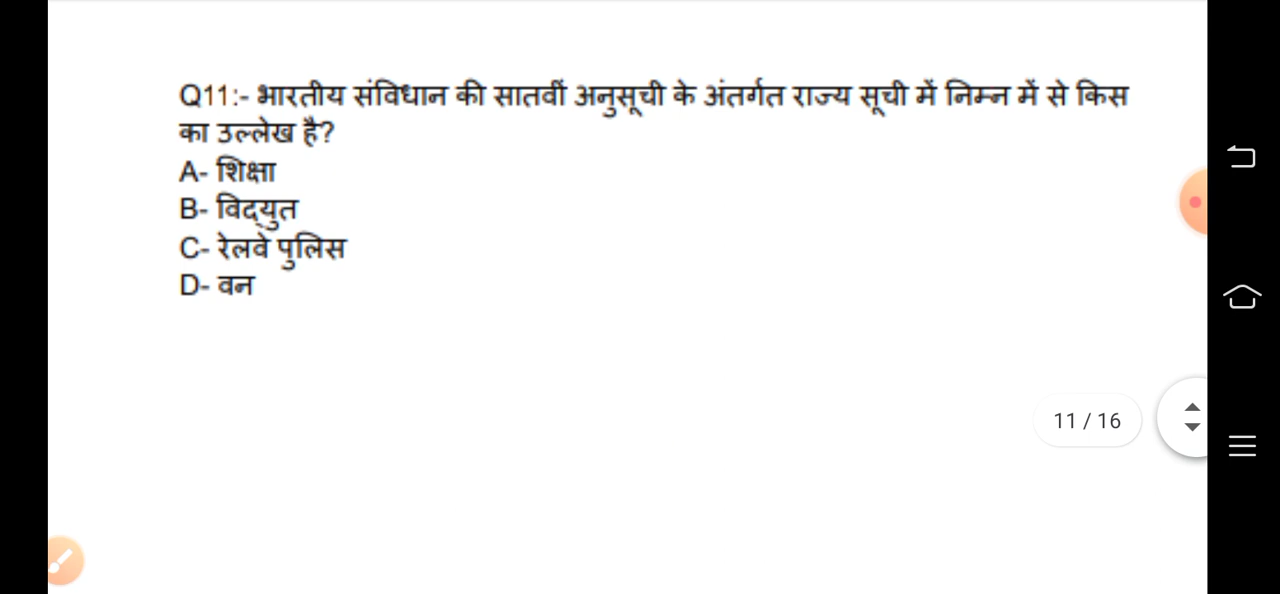 Q11:- भारतीय संविधान की सातवीं अनुसूची के अंतर्गत राज्य सूची में निम्न में से किस
का उल्लेख है?
A- शिक्षा
B- विद्युत
C- रेलवे पुलिस
D- वन
11 / 16